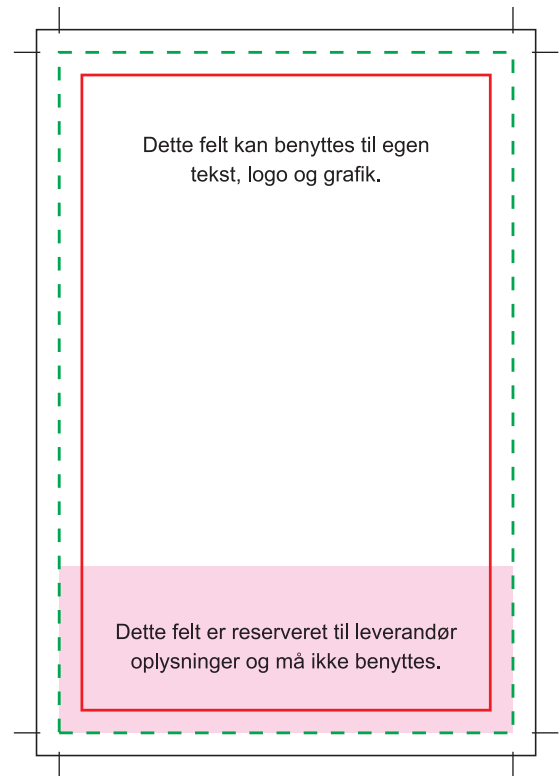 Dette felt kan benyttes til egen
tekst, logo og grafik.
Dette felt er reserveret til leverandør
oplysninger og må ikke benyttes.